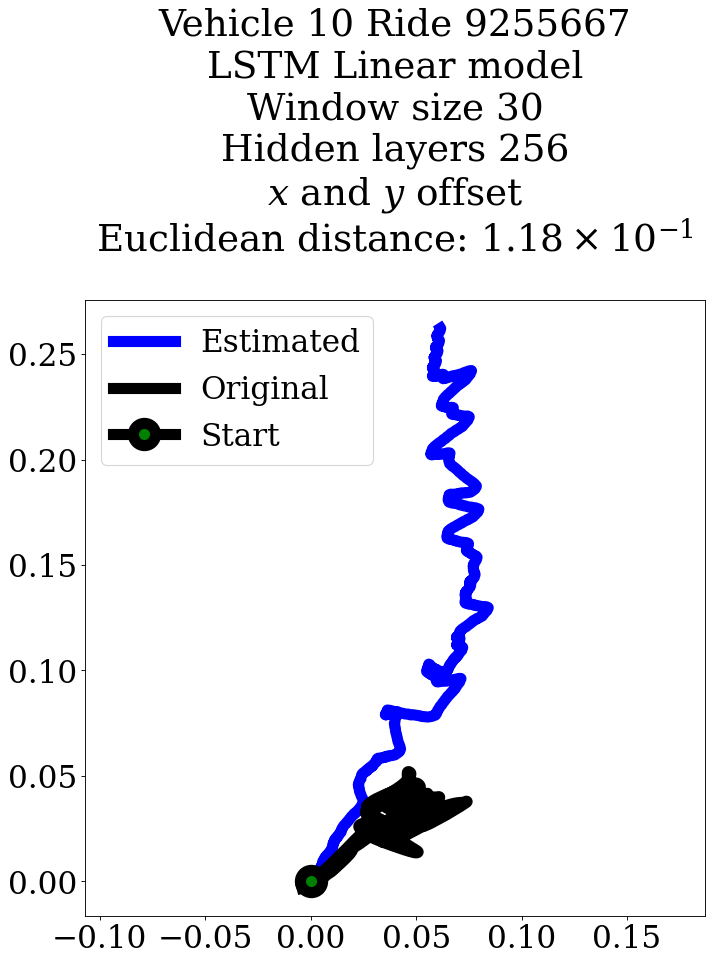 Vehicle 10 Ride 9255667
LSTM Linear model
Window size 30
Hidden layers 256
x and y offset
Euclidean distance: 1.18 × 10⁻¹
Estimated
Original
Start
0.25
0.20
0.15
0.10
0.05
0.00
−0.10 −0.05 0.00 0.05 0.10 0.15